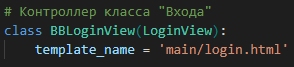 # Контроллер класса "Входа"
class BBLoginView(LoginView):
    template_name = 'main/login.html'